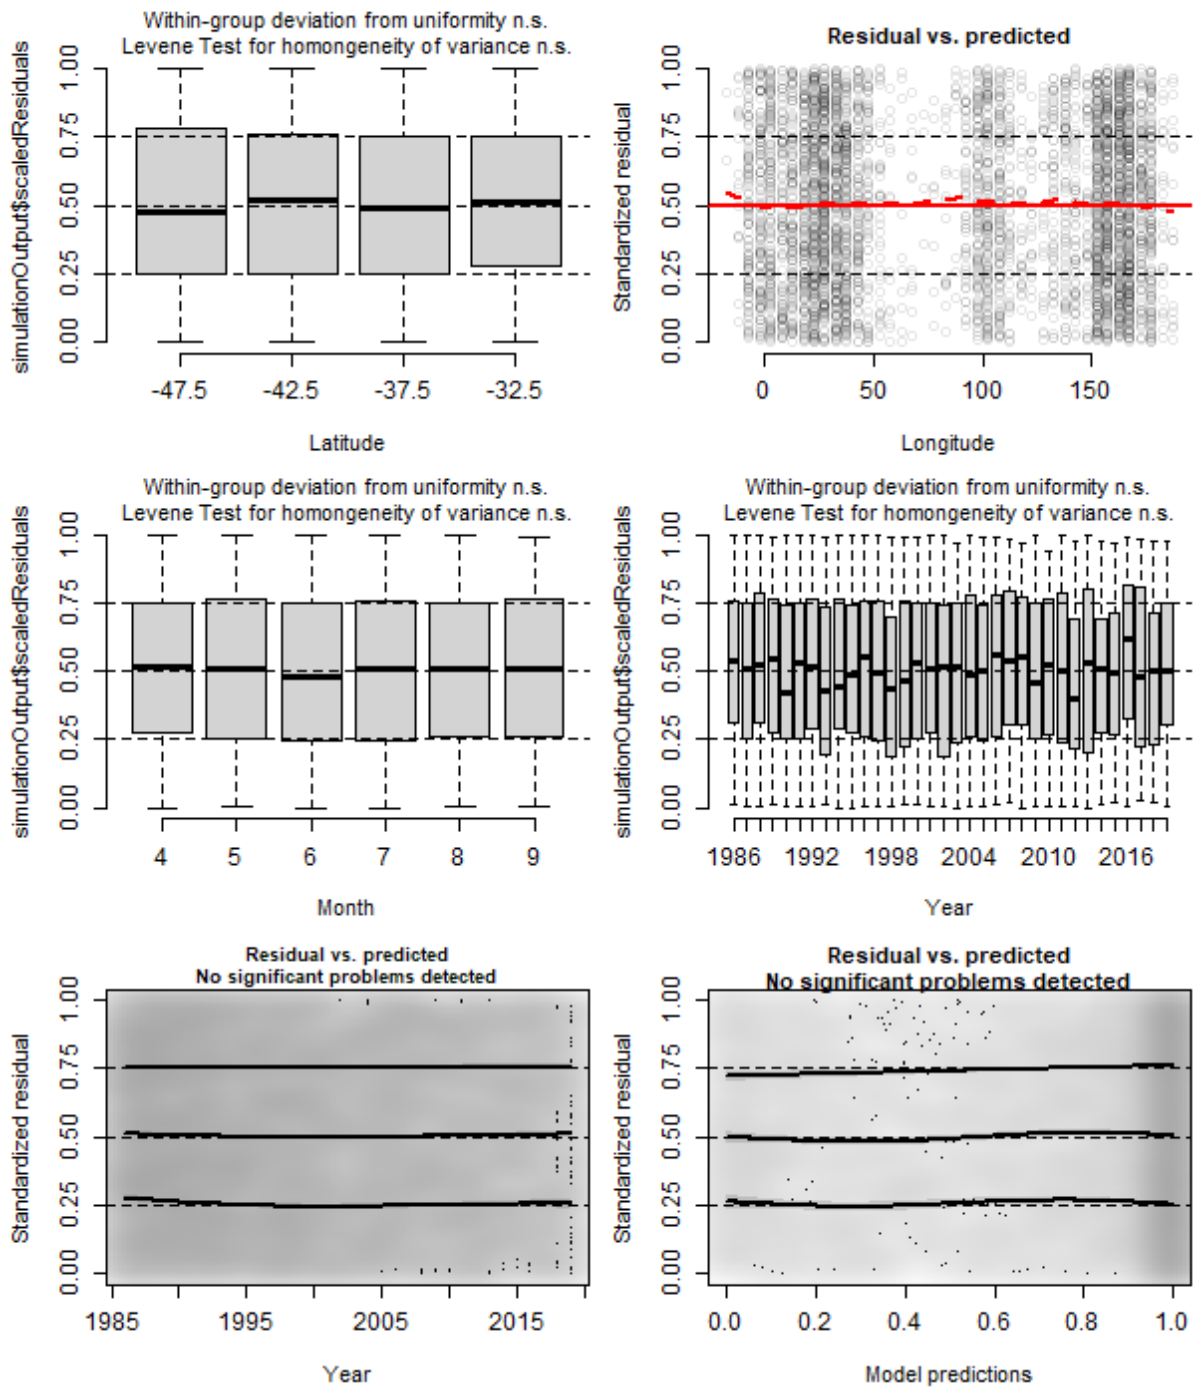 Within-group deviation from uniformity n.s.
Levene Test for homongeneity of variance n.s.
simulationOutput$scaledResiduals
0.00 0.25 0.50 0.75 1.00
-47.5 -42.5 -37.5 -32.5
Latitude
Residual vs. predicted
Standardized residual
0.00 0.25 0.50 0.75 1.00
0 50 100 150
Longitude
Within-group deviation from uniformity n.s.
Levene Test for homongeneity of variance n.s.
simulationOutput$scaledResiduals
0.00 0.25 0.50 0.75 1.00
4 5 6 7 8 9
Month
Within-group deviation from uniformity n.s.
Levene Test for homongeneity of variance n.s.
simulationOutput$scaledResiduals
0.00 0.25 0.50 0.75 1.00
1986 1992 1998 2004 2010 2016
Year
Residual vs. predicted
No significant problems detected
Standardized residual
0.00 0.25 0.50 0.75 1.00
1985 1995 2005 2015
Year
Residual vs. predicted
No significant problems detected
Standardized residual
0.00 0.25 0.50 0.75 1.00
0.0 0.2 0.4 0.6 0.8 1.0
Model predictions